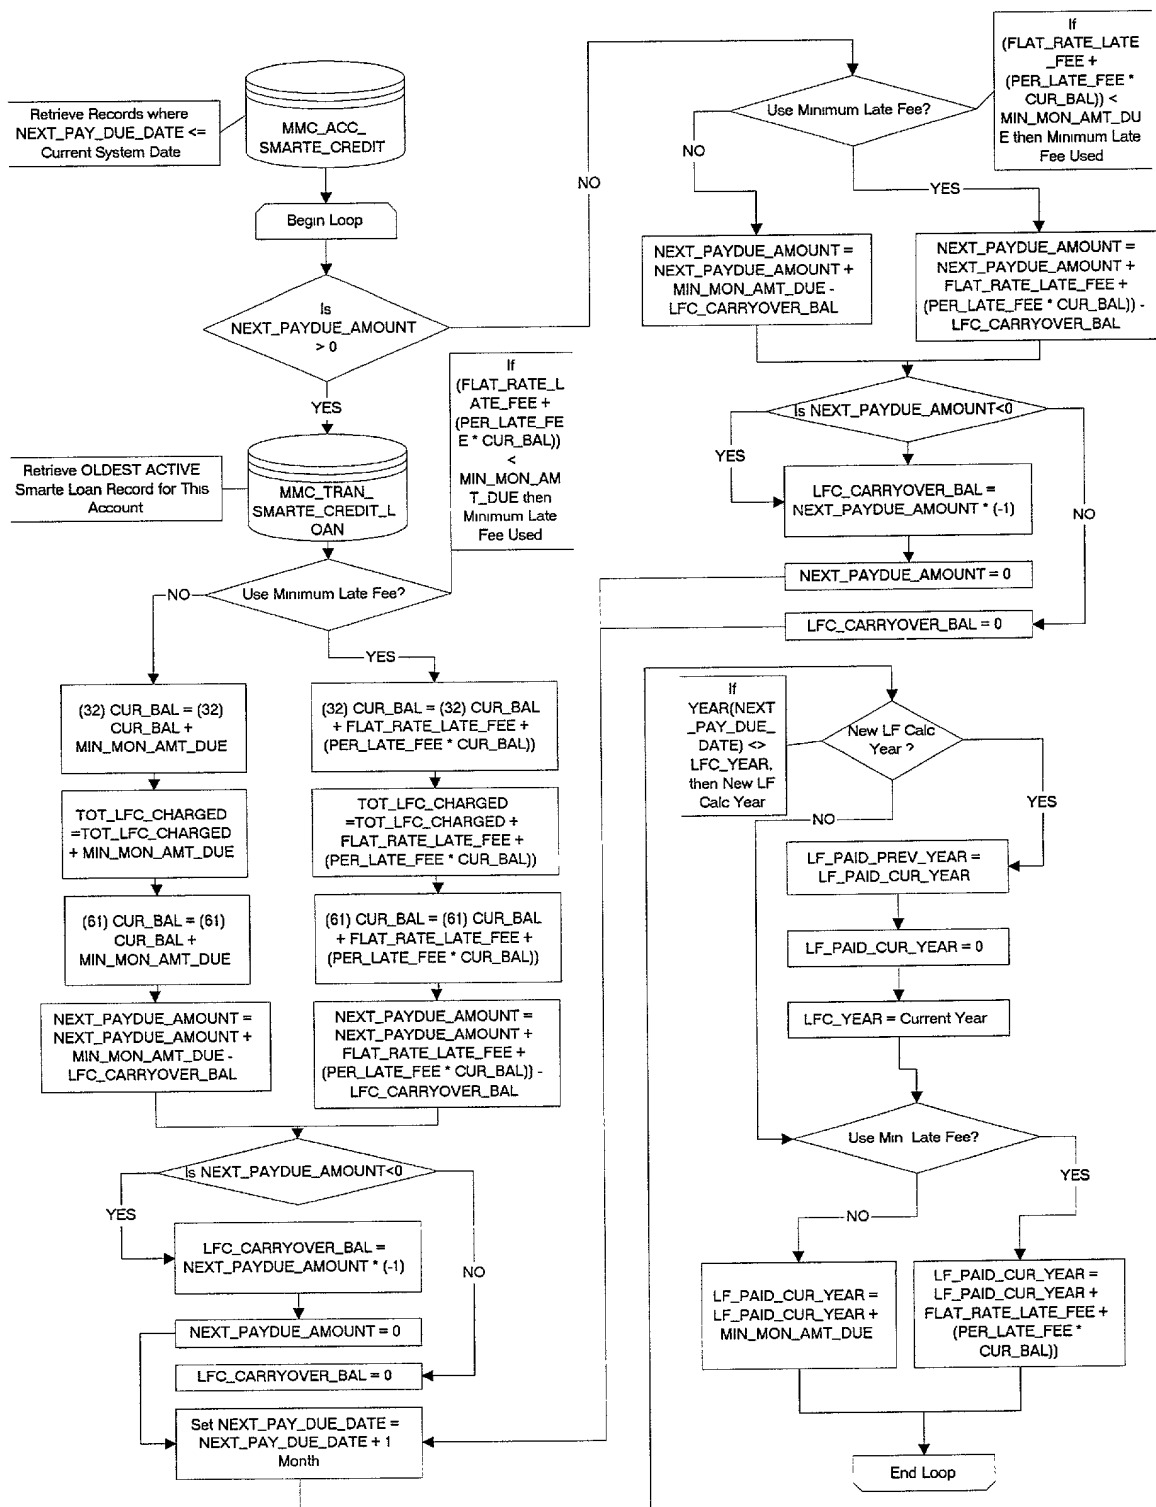 Retrieve Records where
NEXT_PAY_DUE_DATE <=
Current System Date
MMC_ACC_
SMARTE_CREDIT
Begin Loop
Is
NEXT_PAYDUE_AMOUNT
> 0
NO
YES
Retrieve OLDEST ACTIVE
Smarte Loan Record for This
Account
MMC_TRAN_
SMARTE_CREDIT_L
OAN
If
(FLAT_RATE_L
ATE_FEE +
(PER_LATE_FE
E * CUR_BAL))
<
MIN_MON_AM
T_DUE then
Minimum Late
Fee Used
Use Minimum Late Fee?
NO
YES
(32) CUR_BAL = (32)
CUR_BAL +
MIN_MON_AMT_DUE
TOT_LFC_CHARGED
=TOT_LFC_CHARGED
+ MIN_MON_AMT_DUE
(61) CUR_BAL = (61)
CUR_BAL +
MIN_MON_AMT_DUE
NEXT_PAYDUE_AMOUNT =
NEXT_PAYDUE_AMOUNT +
MIN_MON_AMT_DUE -
LFC_CARRYOVER_BAL
(32) CUR_BAL = (32) CUR_BAL
+ FLAT_RATE_LATE_FEE +
(PER_LATE_FEE * CUR_BAL))
TOT_LFC_CHARGED
=TOT_LFC_CHARGED +
FLAT_RATE_LATE_FEE +
(PER_LATE_FEE * CUR_BAL))
(61) CUR_BAL = (61) CUR_BAL
+ FLAT_RATE_LATE_FEE +
(PER_LATE_FEE * CUR_BAL))
NEXT_PAYDUE_AMOUNT =
NEXT_PAYDUE_AMOUNT +
FLAT_RATE_LATE_FEE +
(PER_LATE_FEE * CUR_BAL)) -
LFC_CARRYOVER_BAL
Is NEXT_PAYDUE_AMOUNT<0
YES
NO
LFC_CARRYOVER_BAL =
NEXT_PAYDUE_AMOUNT * (-1)
NEXT_PAYDUE_AMOUNT = 0
LFC_CARRYOVER_BAL = 0
Set NEXT_PAY_DUE_DATE =
NEXT_PAY_DUE_DATE + 1
Month
Use Minimum Late Fee?
If
(FLAT_RATE_LATE
_FEE +
(PER_LATE_FEE *
CUR_BAL)) <
MIN_MON_AMT_DU
E then Minimum Late
Fee Used
NO
YES
NEXT_PAYDUE_AMOUNT =
NEXT_PAYDUE_AMOUNT +
MIN_MON_AMT_DUE -
LFC_CARRYOVER_BAL
NEXT_PAYDUE_AMOUNT =
NEXT_PAYDUE_AMOUNT +
FLAT_RATE_LATE_FEE +
(PER_LATE_FEE * CUR_BAL)) -
LFC_CARRYOVER_BAL
Is NEXT_PAYDUE_AMOUNT<0
YES
NO
LFC_CARRYOVER_BAL =
NEXT_PAYDUE_AMOUNT * (-1)
NEXT_PAYDUE_AMOUNT = 0
LFC_CARRYOVER_BAL = 0
If
YEAR(NEXT
_PAY_DUE_
DATE) <>
LFC_YEAR,
then New LF
Calc Year
New LF Calc
Year ?
YES
NO
LF_PAID_PREV_YEAR =
LF_PAID_CUR_YEAR
LF_PAID_CUR_YEAR = 0
LFC_YEAR = Current Year
Use Min Late Fee?
NO
YES
LF_PAID_CUR_YEAR =
LF_PAID_CUR_YEAR +
MIN_MON_AMT_DUE
LF_PAID_CUR_YEAR =
LF_PAID_CUR_YEAR +
FLAT_RATE_LATE_FEE +
(PER_LATE_FEE *
CUR_BAL))
End Loop